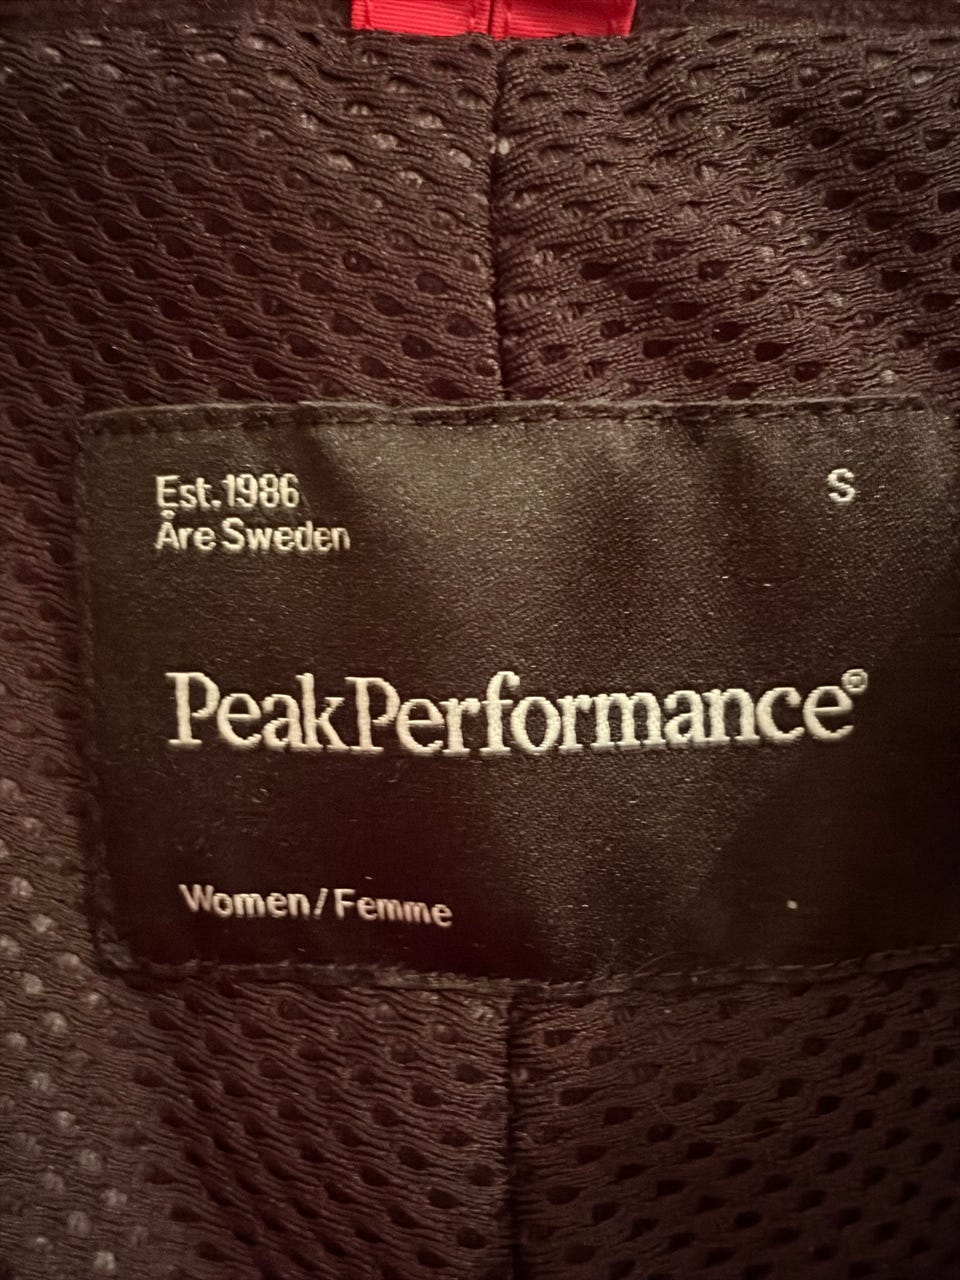 Est.1986
Åre Sweden
S
PeakPerformance®
Women/Femme